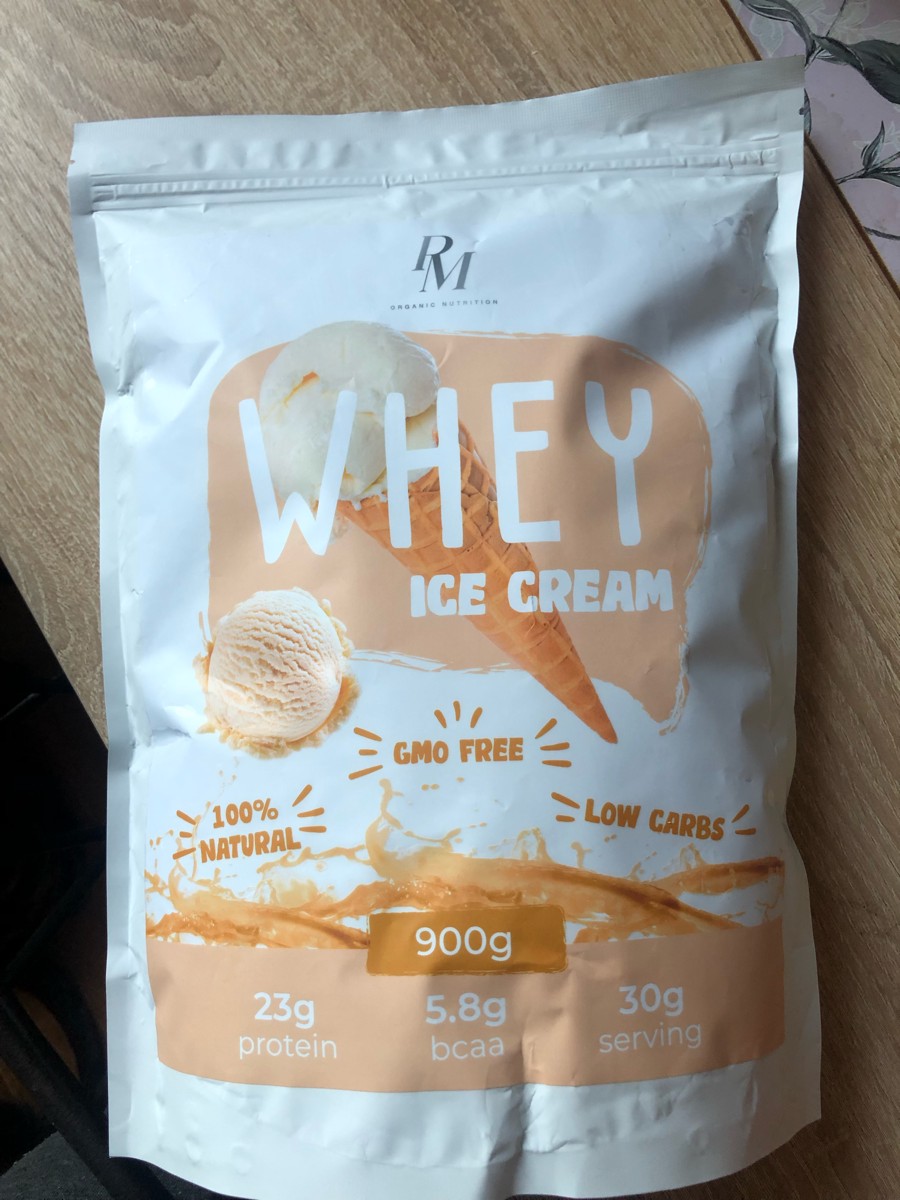 RM
ORGANIC NUTRITION
WHEY
ICE CREAM
GMO FREE
100%
NATURAL
LOW CARBS
900g
23g
protein
5.8g
bcaa
30g
serving